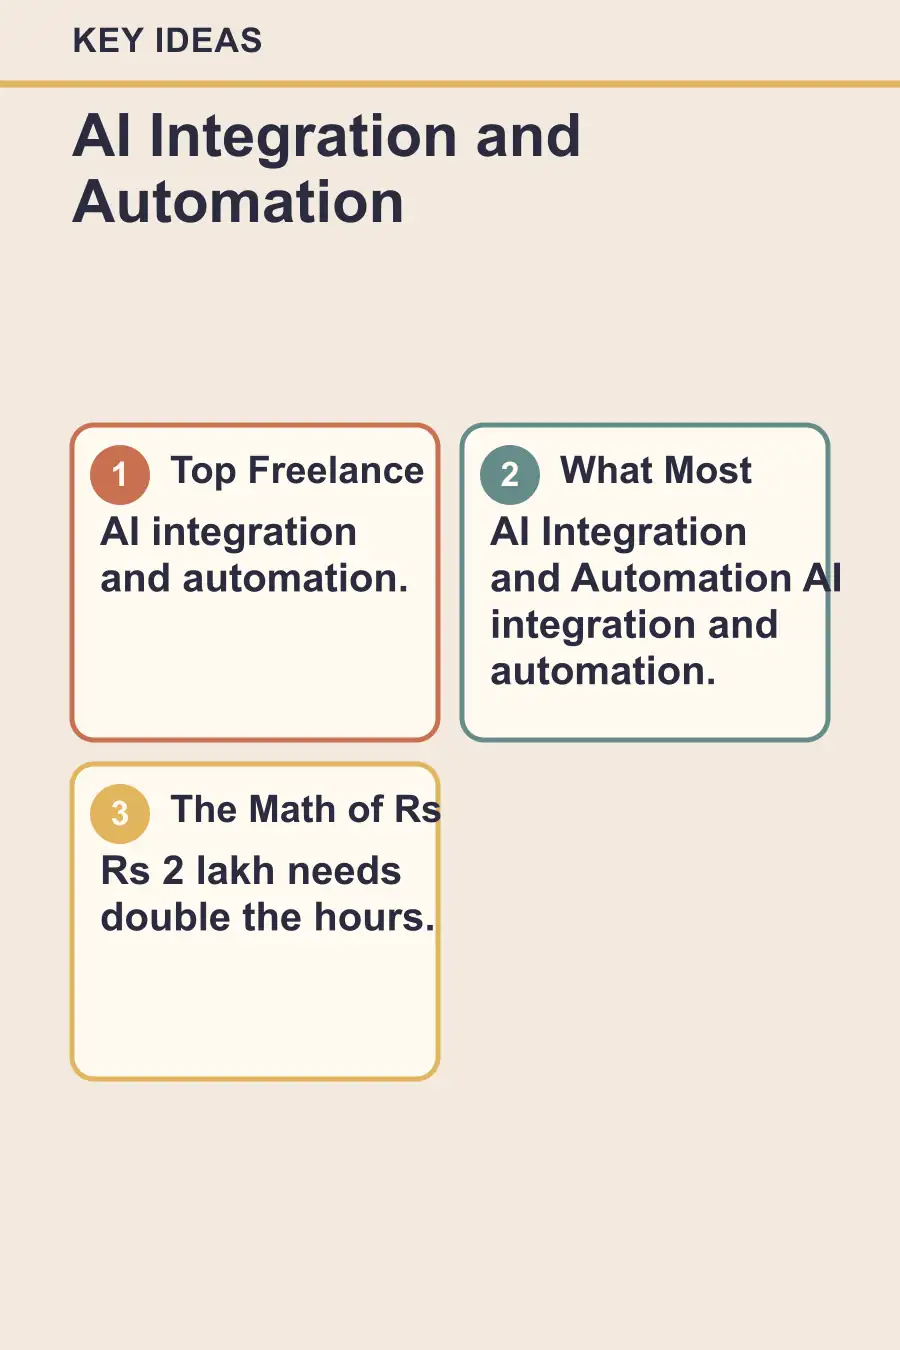 KEY IDEAS
AI Integration and
Automation
1 Top Freelance
AI integration
and automation.
2 What Most
AI Integration
and Automation AI
integration and
automation.
3 The Math of Rs
Rs 2 lakh needs
double the hours.